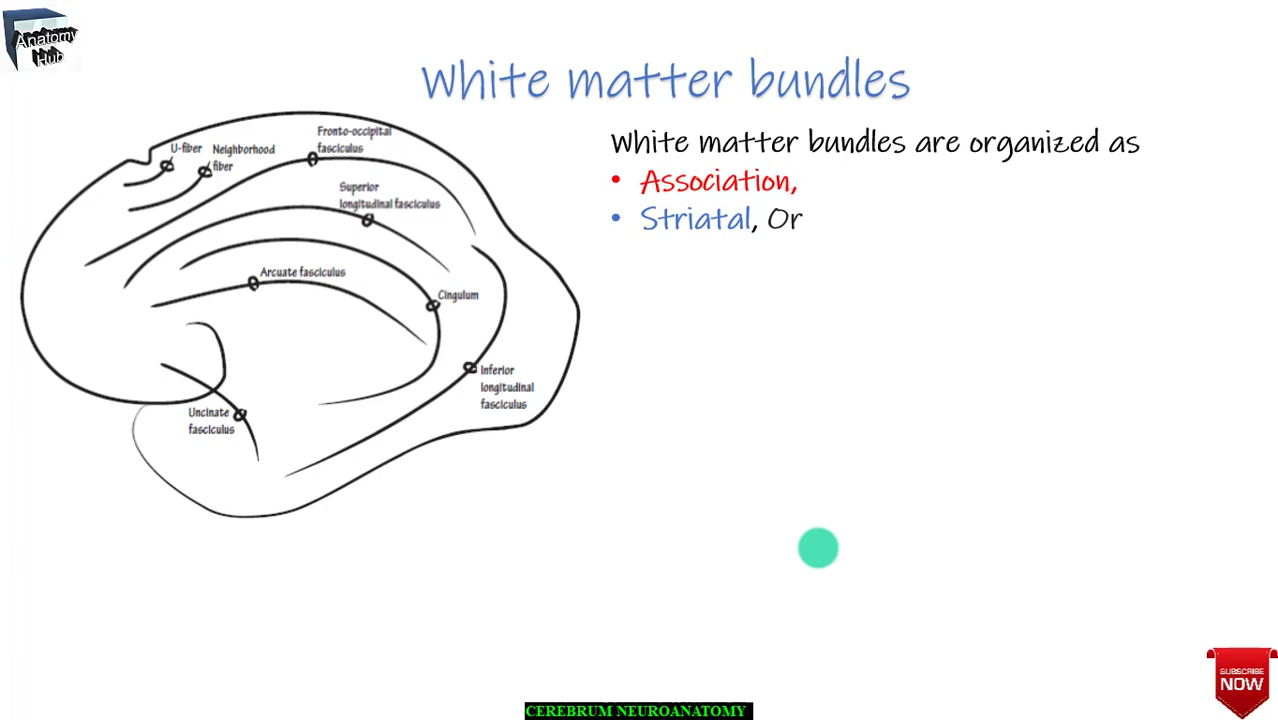 Anatomy
Hub
White matter bundles
White matter bundles are organized as
• Association,
• Striatal, Or
U-fiber
Neighborhood
fiber
Fronto-occipital
fasciculus
Superior
longitudinal fasciculus
Arcuate fasciculus
Cingulum
Inferior
longitudinal
fasciculus
Uncinate
fasciculus
SUBSCRIBE
NOW
CEREBRUM NEUROANATOMY